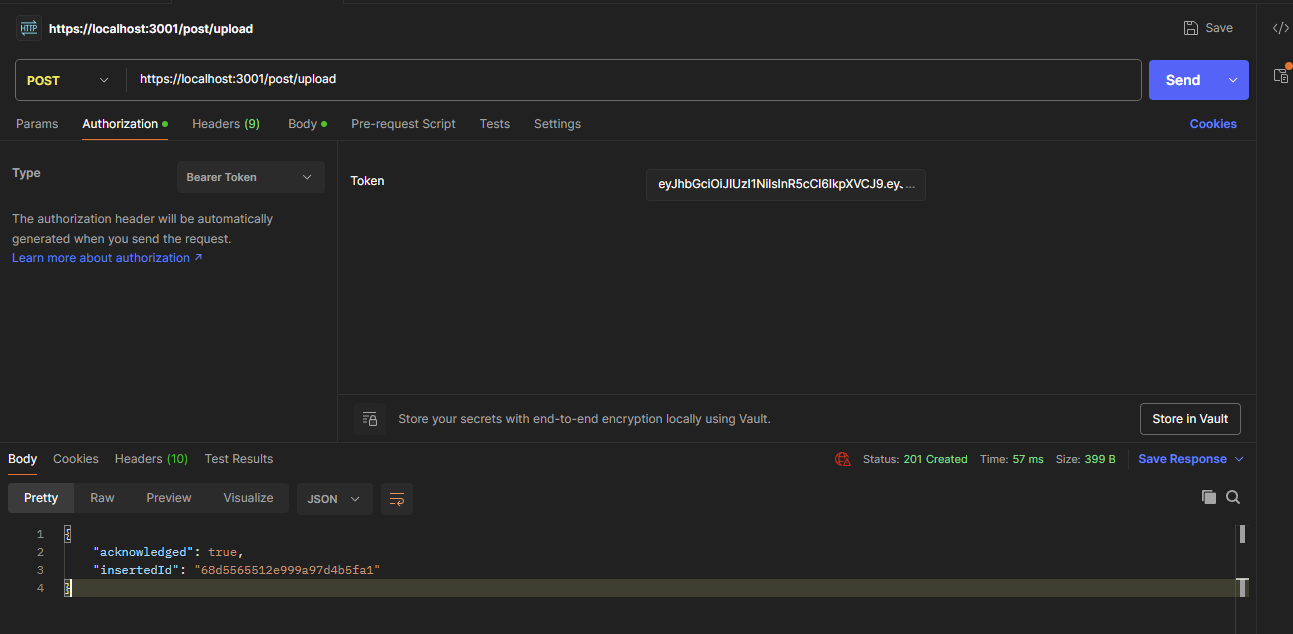 HTTP https://localhost:3001/post/upload Save
POST https://localhost:3001/post/upload Send
Params Authorization Headers (9) Body Pre-request Script Tests Settings Cookies
Type Bearer Token Token eyJhbGciOiJIUzI1NiIsInR5cCI6IkpXVCJ9.ey... 
The authorization header will be automatically
generated when you send the request.
Learn more about authorization ↗
Store your secrets with end-to-end encryption locally using Vault. Store in Vault
Body Cookies Headers (10) Test Results Status: 201 Created Time: 57 ms Size: 399 B Save Response
Pretty Raw Preview Visualize JSON
1 {
2 "acknowledged": true,
3 "insertedId": "68d5565512e999a97d4b5fa1"
4 }